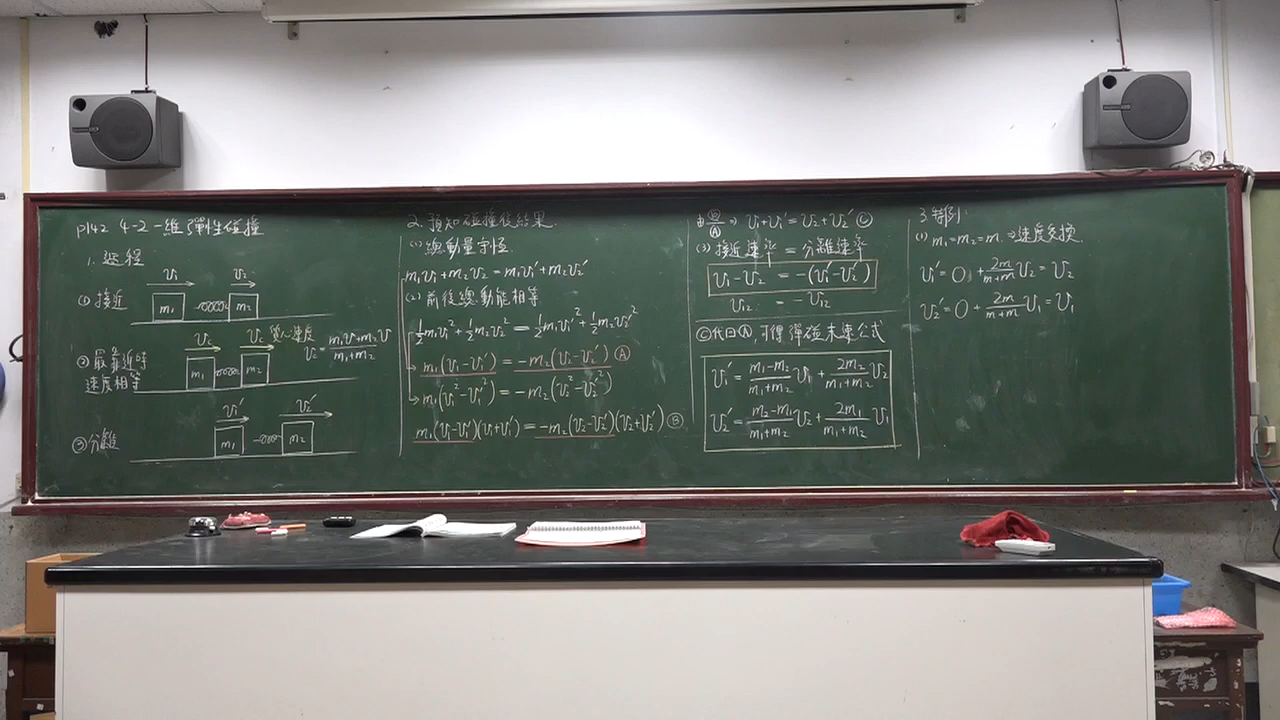 P142 4-2 一維彈性碰撞
1. 過程
v₁ v₂
① 接近 m₁ m₂
vc vc 質心速度
② 最靠近時 m₁ m₂ vc = (m₁v₁+m₂v)/(m₁+m₂)
速度相等
v₁′ v₂′
③ 分離 m₁ m₂
2. 預知碰撞後結果.
(1) 總動量守恆
m₁v₁+m₂v₂=m₁v₁′+m₂v₂′
(2) 前後總動能相等
½m₁v₁²+½m₂v₂²=½m₁v₁′²+½m₂v₂′²
m₁(v₁-v₁′)=-m₂(v₂-v₂′) Ⓐ
m₁(v₁²-v₁′²)=-m₂(v₂²-v₂′²)
m₁(v₁-v₁′)(v₁+v₁′)=-m₂(v₂-v₂′)(v₂+v₂′) Ⓑ
由Ⓑ/Ⓐ ⇒ v₁+v₁′=v₂+v₂′ Ⓒ
(3) 接近速率 = 分離速率
v₁-v₂ = -(v₁′-v₂′)
v₁₂ = -v₁₂′
Ⓒ代回Ⓐ, 可得彈碰末速公式
v₁′ = (m₁-m₂)/(m₁+m₂) v₁ + 2m₂/(m₁+m₂) v₂
v₂′ = (m₂-m₁)/(m₁+m₂) v₂ + 2m₁/(m₁+m₂) v₁
3. 特例:
(1) m₁=m₂=m. ⇒速度交換.
v₁′=0+2m/(m+m) v₂=v₂
v₂′=0+2m/(m+m) v₁=v₁